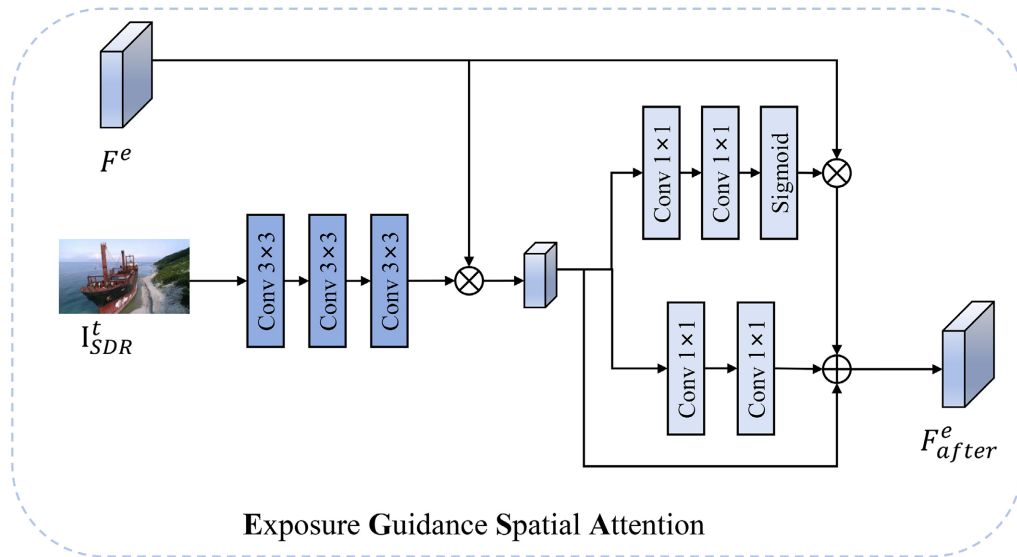 F^e
Conv 1×1
Conv 1×1
Sigmoid
I^t_SDR
Conv 3×3
Conv 3×3
Conv 3×3
Conv 1×1
Conv 1×1
F^e_after
Exposure Guidance Spatial Attention